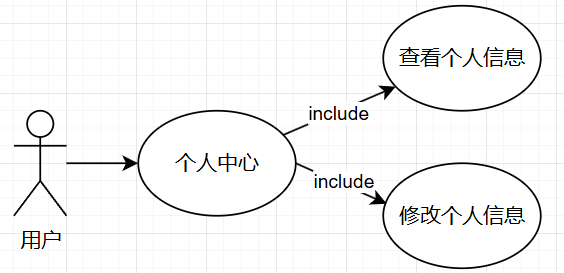 查看个人信息
include
个人中心
include
修改个人信息
用户